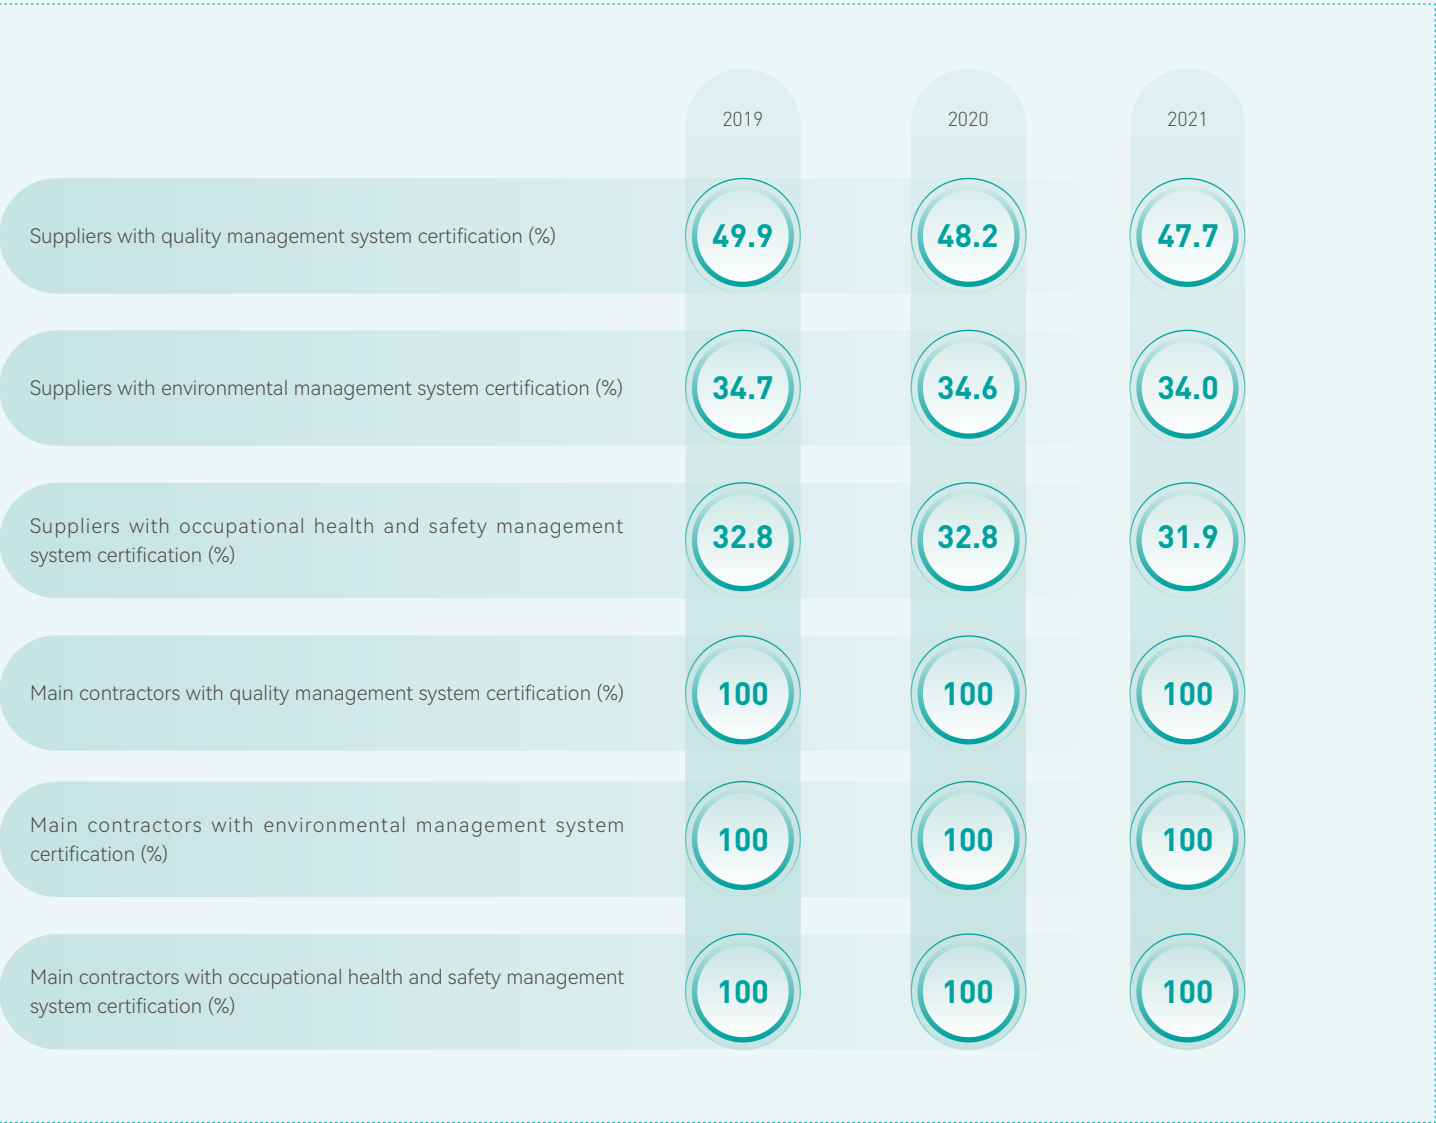 2019 2020 2021
Suppliers with quality management system certification (%) 49.9 48.2 47.7
Suppliers with environmental management system certification (%) 34.7 34.6 34.0
Suppliers with occupational health and safety management
system certification (%) 32.8 32.8 31.9
Main contractors with quality management system certification (%) 100 100 100
Main contractors with environmental management system
certification (%) 100 100 100
Main contractors with occupational health and safety management
system certification (%) 100 100 100